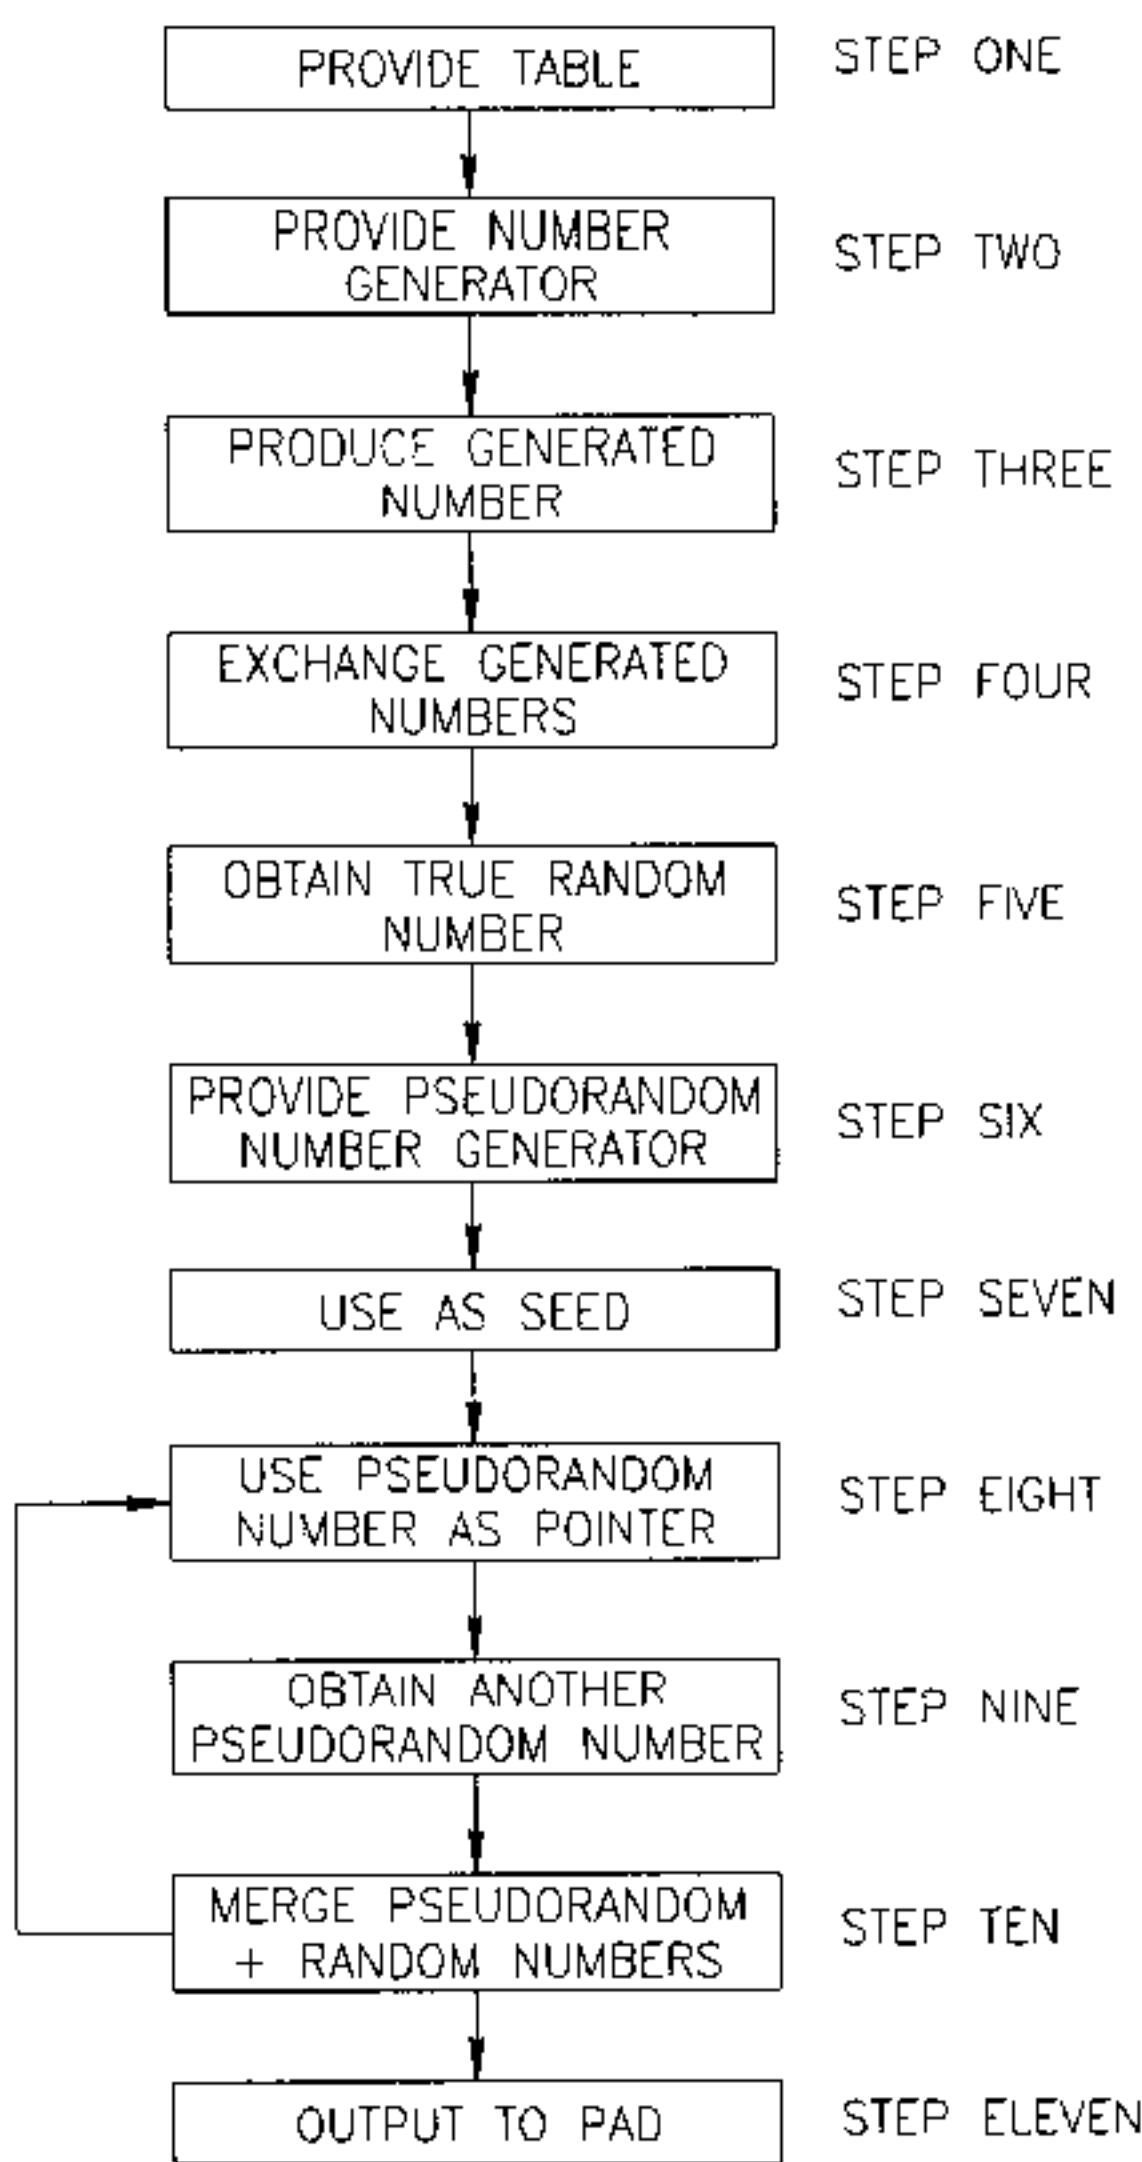 PROVIDE TABLE
STEP ONE
PROVIDE NUMBER
GENERATOR
STEP TWO
PRODUCE GENERATED
NUMBER
STEP THREE
EXCHANGE GENERATED
NUMBERS
STEP FOUR
OBTAIN TRUE RANDOM
NUMBER
STEP FIVE
PROVIDE PSEUDORANDOM
NUMBER GENERATOR
STEP SIX
USE AS SEED
STEP SEVEN
USE PSEUDORANDOM
NUMBER AS POINTER
STEP EIGHT
OBTAIN ANOTHER
PSEUDORANDOM NUMBER
STEP NINE
MERGE PSEUDORANDOM
+ RANDOM NUMBERS
STEP TEN
OUTPUT TO PAD
STEP ELEVEN